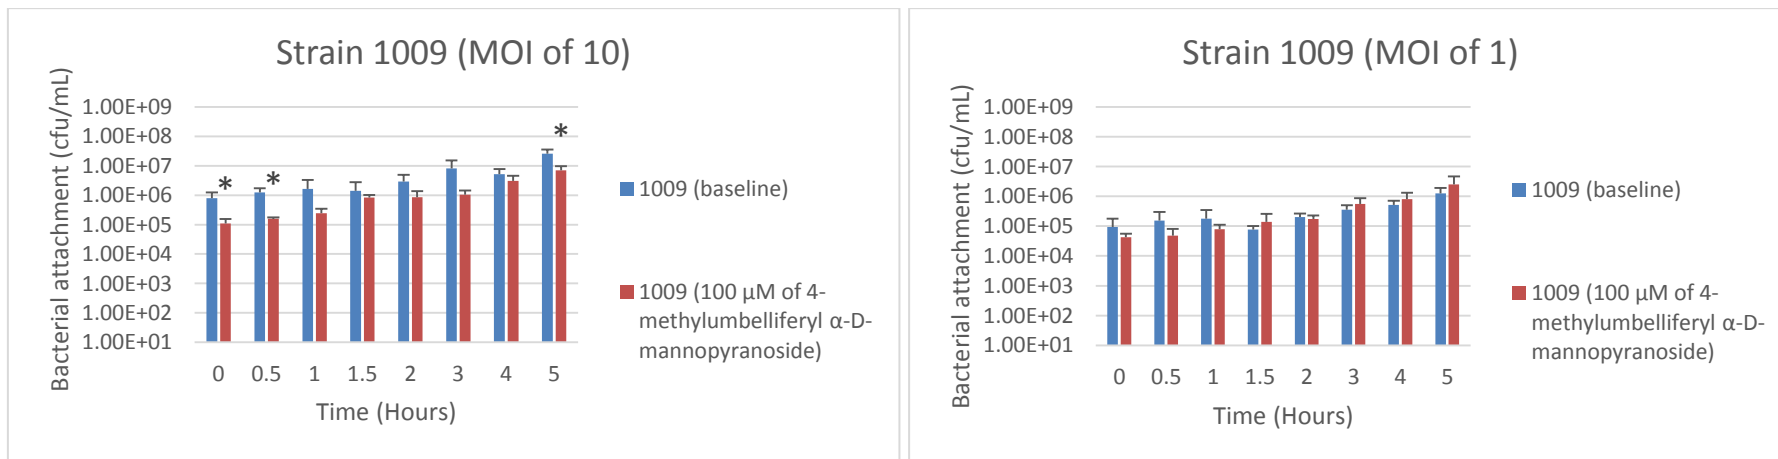 Strain 1009 (MOI of 10)
Bacterial attachment (cfu/mL)
1.00E+09
1.00E+08
1.00E+07
1.00E+06
1.00E+05
1.00E+04
1.00E+03
1.00E+02
1.00E+01
*
*
*
0 0.5 1 1.5 2 3 4 5
Time (Hours)
1009 (baseline)
1009 (100 μM of 4-
methylumbelliferyl α-D-
mannopyranoside)
Strain 1009 (MOI of 1)
Bacterial attachment (cfu/mL)
1.00E+09
1.00E+08
1.00E+07
1.00E+06
1.00E+05
1.00E+04
1.00E+03
1.00E+02
1.00E+01
0 0.5 1 1.5 2 3 4 5
Time (Hours)
1009 (baseline)
1009 (100 μM of 4-
methylumbelliferyl α-D-
mannopyranoside)